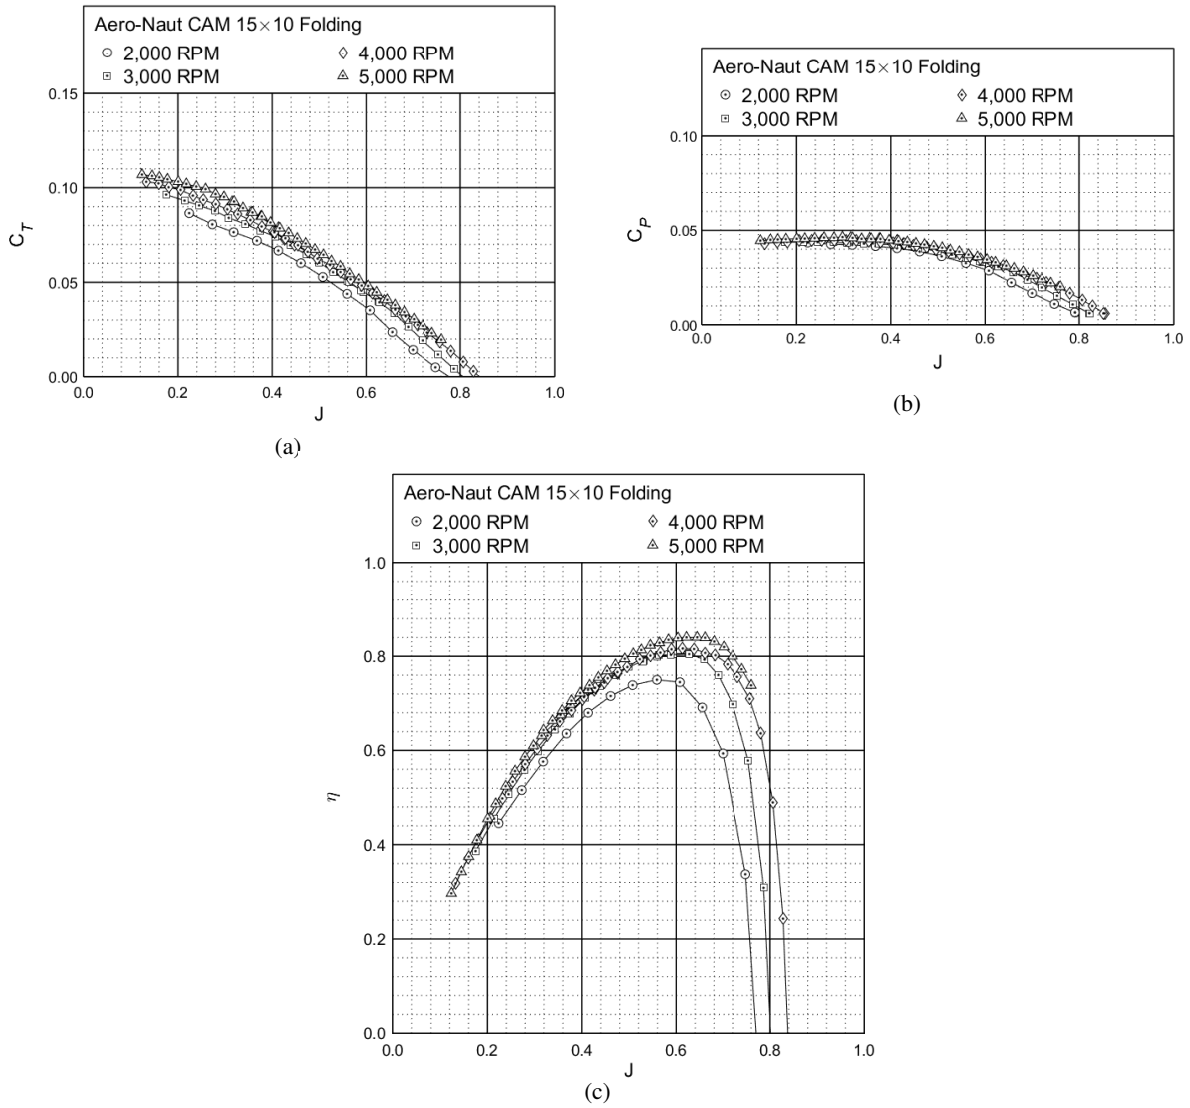 Aero-Naut CAM 15×10 Folding
2,000 RPM 4,000 RPM
3,000 RPM 5,000 RPM
0.15
0.10
0.05
0.00
C_T
0.0 0.2 0.4 0.6 0.8 1.0
J
(a)
Aero-Naut CAM 15×10 Folding
2,000 RPM 4,000 RPM
3,000 RPM 5,000 RPM
0.10
0.05
0.00
C_P
0.0 0.2 0.4 0.6 0.8 1.0
J
(b)
Aero-Naut CAM 15×10 Folding
2,000 RPM 4,000 RPM
3,000 RPM 5,000 RPM
1.0
0.8
0.6
0.4
0.2
0.0
η
0.0 0.2 0.4 0.6 0.8 1.0
J
(c)